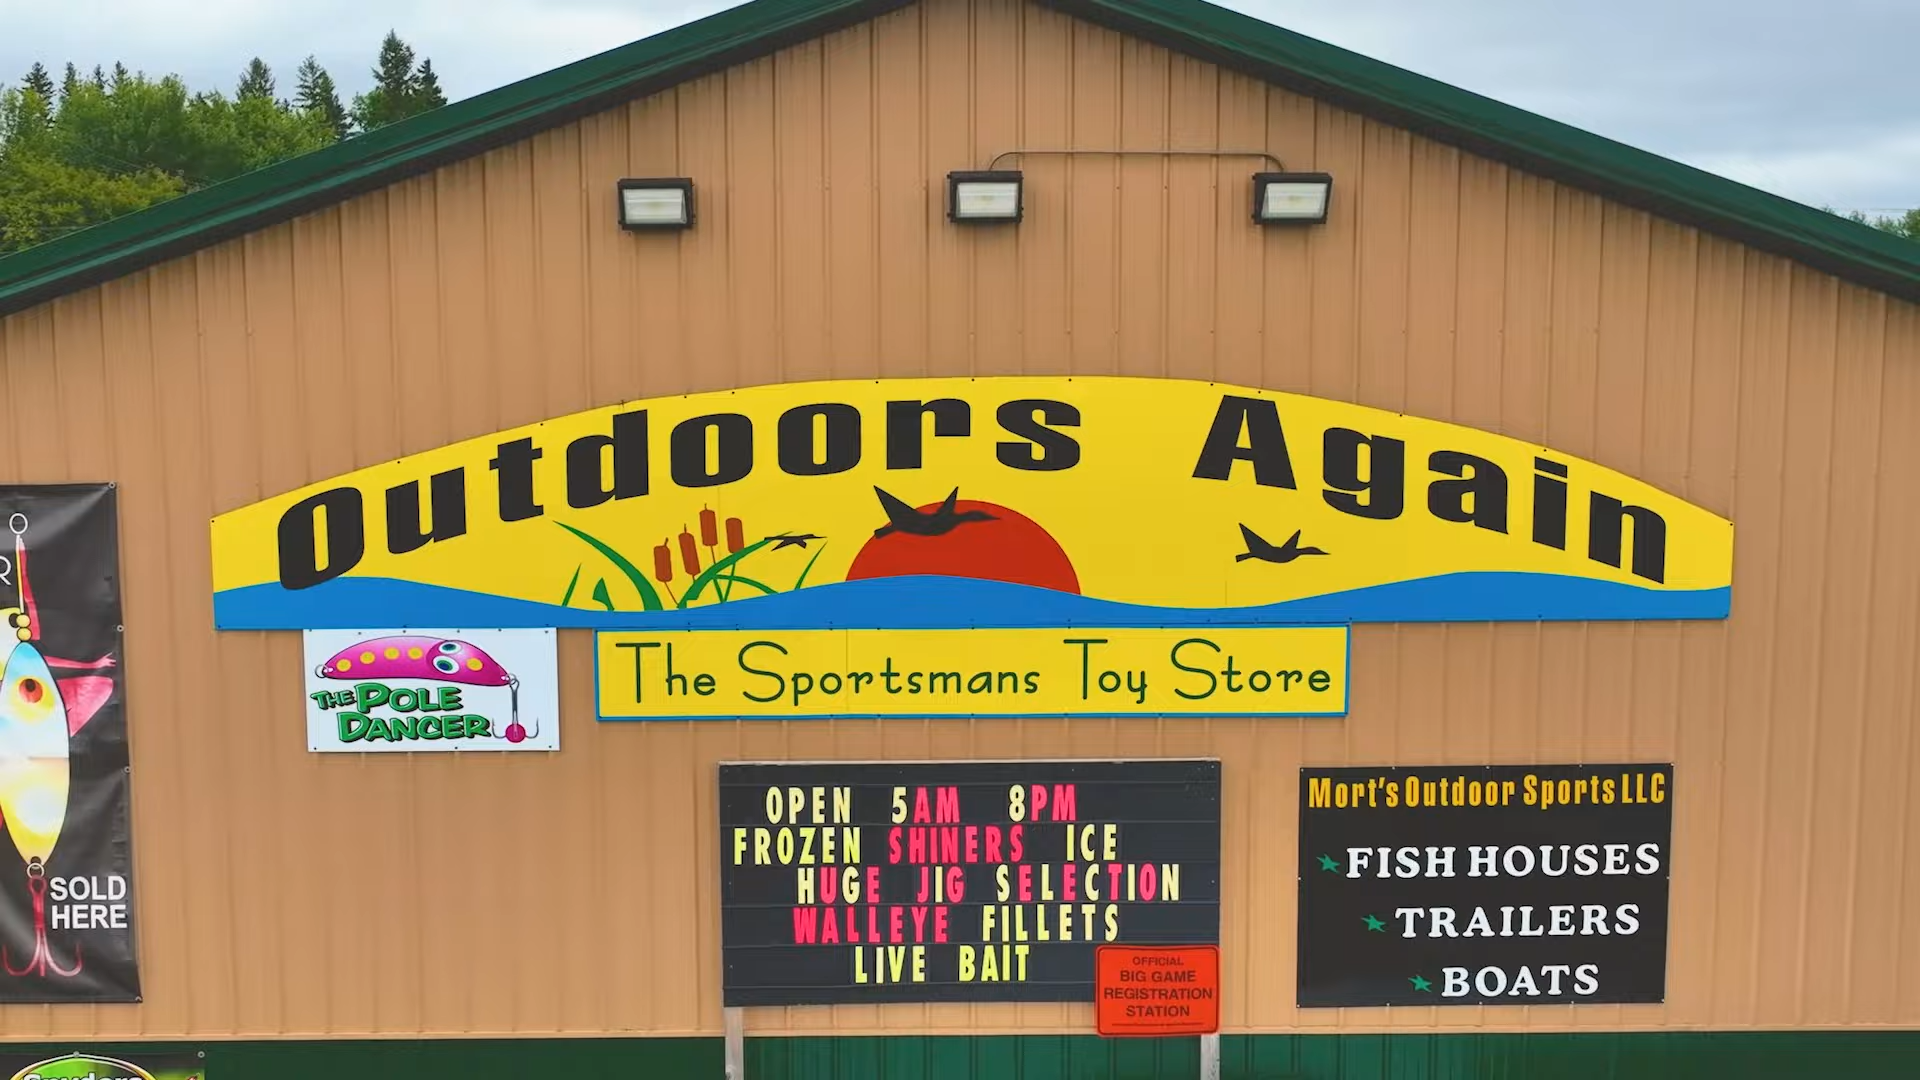 Outdoors Again
The Sportsmans Toy Store
THE POLE
DANCER
OPEN 5AM 8PM
FROZEN SHINERS ICE
HUGE JIG SELECTION
WALLEYE FILLETS
LIVE BAIT
OFFICIAL
BIG GAME
REGISTRATION
STATION
Mort's Outdoor Sports LLC
FISH HOUSES
TRAILERS
BOATS
R
SOLD
HERE